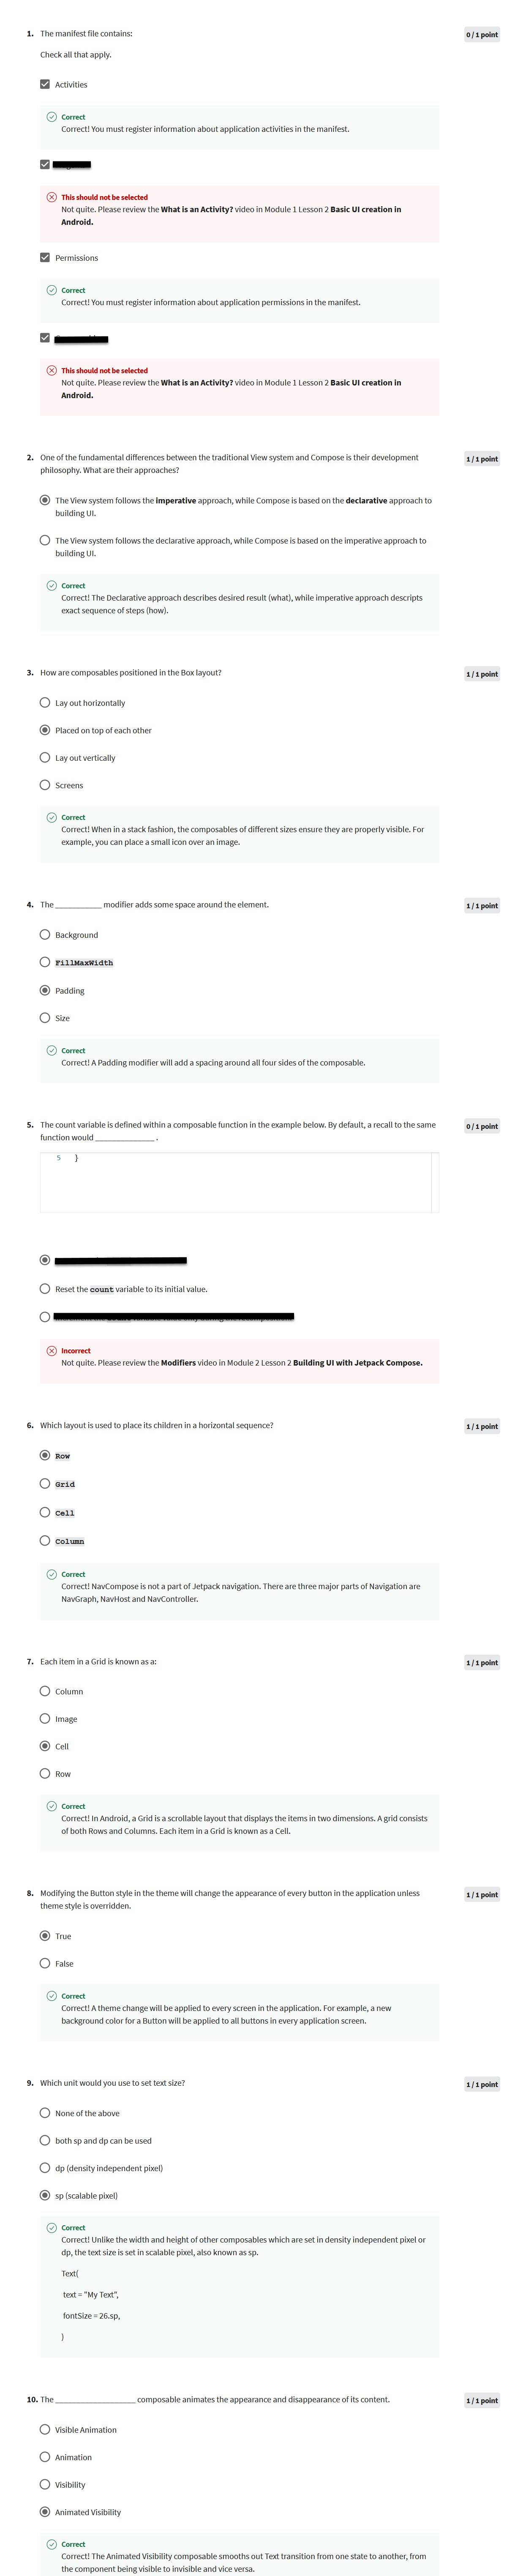 1. The manifest file contains:
0 / 1 point
Check all that apply.
Activities
Correct
Correct! You must register information about application activities in the manifest.
This should not be selected
Not quite. Please review the What is an Activity? video in Module 1 Lesson 2 Basic UI creation in
Android.
Permissions
Correct
Correct! You must register information about application permissions in the manifest.
This should not be selected
Not quite. Please review the What is an Activity? video in Module 1 Lesson 2 Basic UI creation in
Android.
2. One of the fundamental differences between the traditional View system and Compose is their development
philosophy. What are their approaches?
1 / 1 point
The View system follows the imperative approach, while Compose is based on the declarative approach to
building UI.
The View system follows the declarative approach, while Compose is based on the imperative approach to
building UI.
Correct
Correct! The Declarative approach describes desired result (what), while imperative approach descripts
exact sequence of steps (how).
3. How are composables positioned in the Box layout?
1 / 1 point
Lay out horizontally
Placed on top of each other
Lay out vertically
Screens
Correct
Correct! When in a stack fashion, the composables of different sizes ensure they are properly visible. For
example, you can place a small icon over an image.
4. The ___________ modifier adds some space around the element.
1 / 1 point
Background
FillMaxWidth
Padding
Size
Correct
Correct! A Padding modifier will add a spacing around all four sides of the composable.
5. The count variable is defined within a composable function in the example below. By default, a recall to the same
function would ______________ .
0 / 1 point
5 }
Reset the count variable to its initial value.
Incorrect
Not quite. Please review the Modifiers video in Module 2 Lesson 2 Building UI with Jetpack Compose.
6. Which layout is used to place its children in a horizontal sequence?
1 / 1 point
Row
Grid
Cell
Column
Correct
Correct! NavCompose is not a part of Jetpack navigation. There are three major parts of Navigation are
NavGraph, NavHost and NavController.
7. Each item in a Grid is known as a:
1 / 1 point
Column
Image
Cell
Row
Correct
Correct! In Android, a Grid is a scrollable layout that displays the items in two dimensions. A grid consists
of both Rows and Columns. Each item in a Grid is known as a Cell.
8. Modifying the Button style in the theme will change the appearance of every button in the application unless
theme style is overridden.
1 / 1 point
True
False
Correct
Correct! A theme change will be applied to every screen in the application. For example, a new
background color for a Button will be applied to all buttons in every application screen.
9. Which unit would you use to set text size?
1 / 1 point
None of the above
both sp and dp can be used
dp (density independent pixel)
sp (scalable pixel)
Correct
Correct! Unlike the width and height of other composables which are set in density independent pixel or
dp, the text size is set in scalable pixel, also known as sp.
Text(
text = "My Text",
fontSize = 26.sp,
)
10. The ___________________ composable animates the appearance and disappearance of its content.
1 / 1 point
Visible Animation
Animation
Visibility
Animated Visibility
Correct
Correct! The Animated Visibility composable smooths out Text transition from one state to another, from
the component being visible to invisible and vice versa.